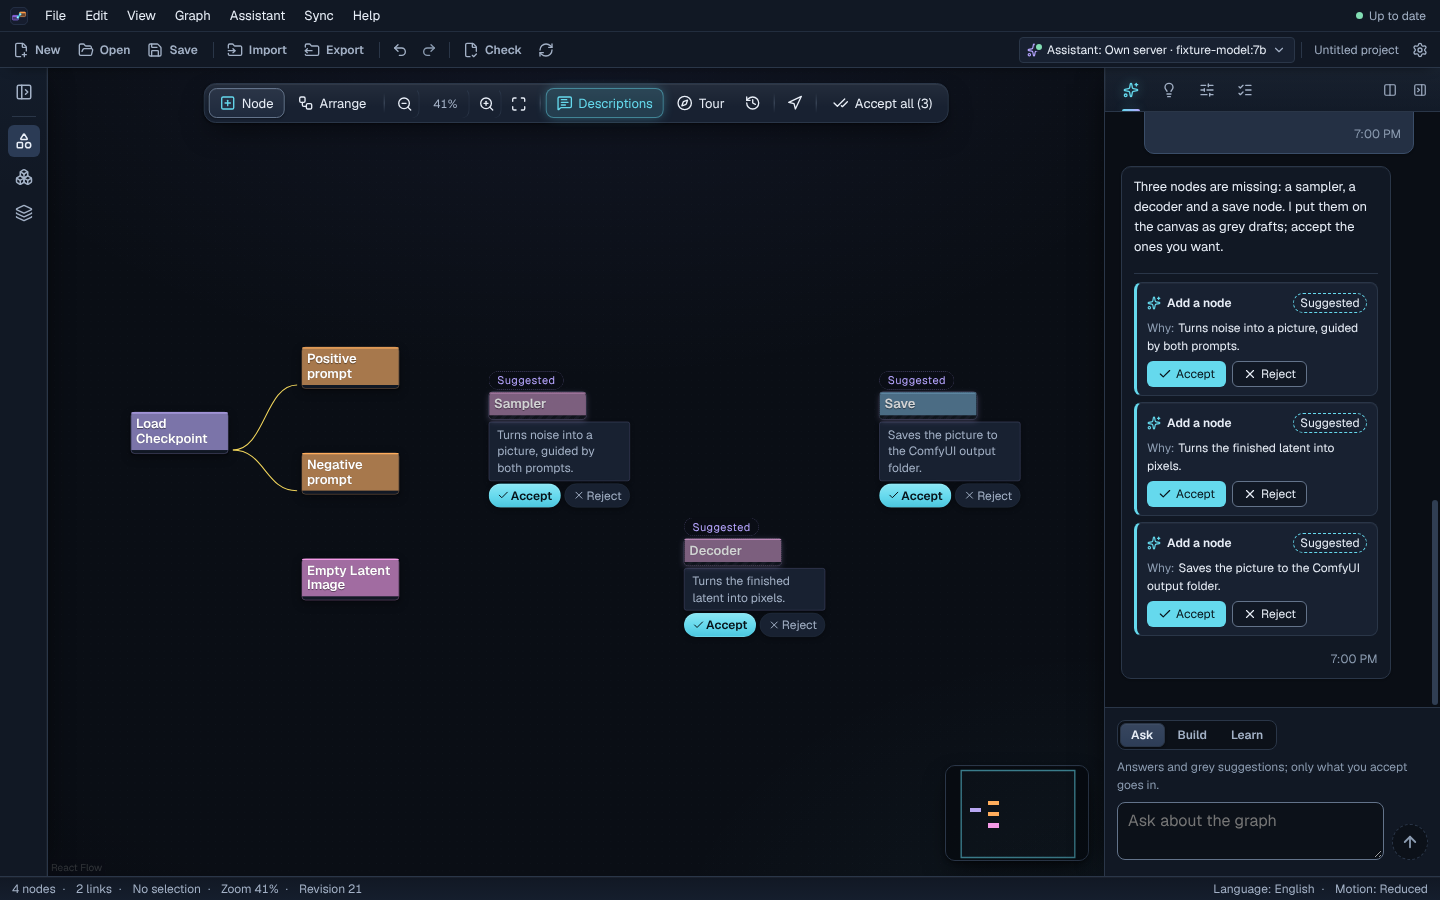 File Edit View Graph Assistant Sync Help
Up to date
New Open Save Import Export Check
Assistant: Own server · fixture-model:7b
Untitled project
Node Arrange 41% Descriptions Tour Accept all (3)
Load
Checkpoint
Positive
prompt
Negative
prompt
Empty Latent
Image
Suggested
Sampler
Turns noise into a
picture, guided by
both prompts.
Accept Reject
Suggested
Decoder
Turns the finished
latent into pixels.
Accept Reject
Suggested
Save
Saves the picture to
the ComfyUI output
folder.
Accept Reject
React Flow
7:00 PM
Three nodes are missing: a sampler, a
decoder and a save node. I put them on
the canvas as grey drafts; accept the
ones you want.
Add a node Suggested
Why: Turns noise into a picture, guided
by both prompts.
Accept Reject
Add a node Suggested
Why: Turns the finished latent into
pixels.
Accept Reject
Add a node Suggested
Why: Saves the picture to the ComfyUI
output folder.
Accept Reject
7:00 PM
Ask Build Learn
Answers and grey suggestions; only what you accept
goes in.
Ask about the graph
4 nodes · 2 links · No selection · Zoom 41% · Revision 21
Language: English · Motion: Reduced